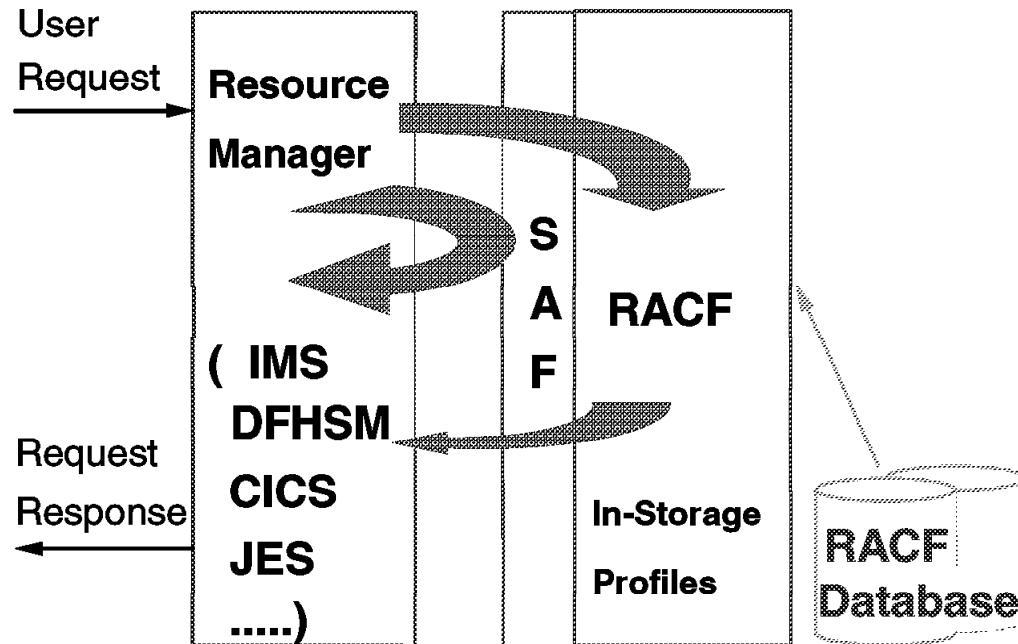 User
Request
Resource
Manager
( IMS
DFHSM
CICS
JES
.....)
Request
Response
S
A
F
RACF
In-Storage
Profiles
RACF
Database